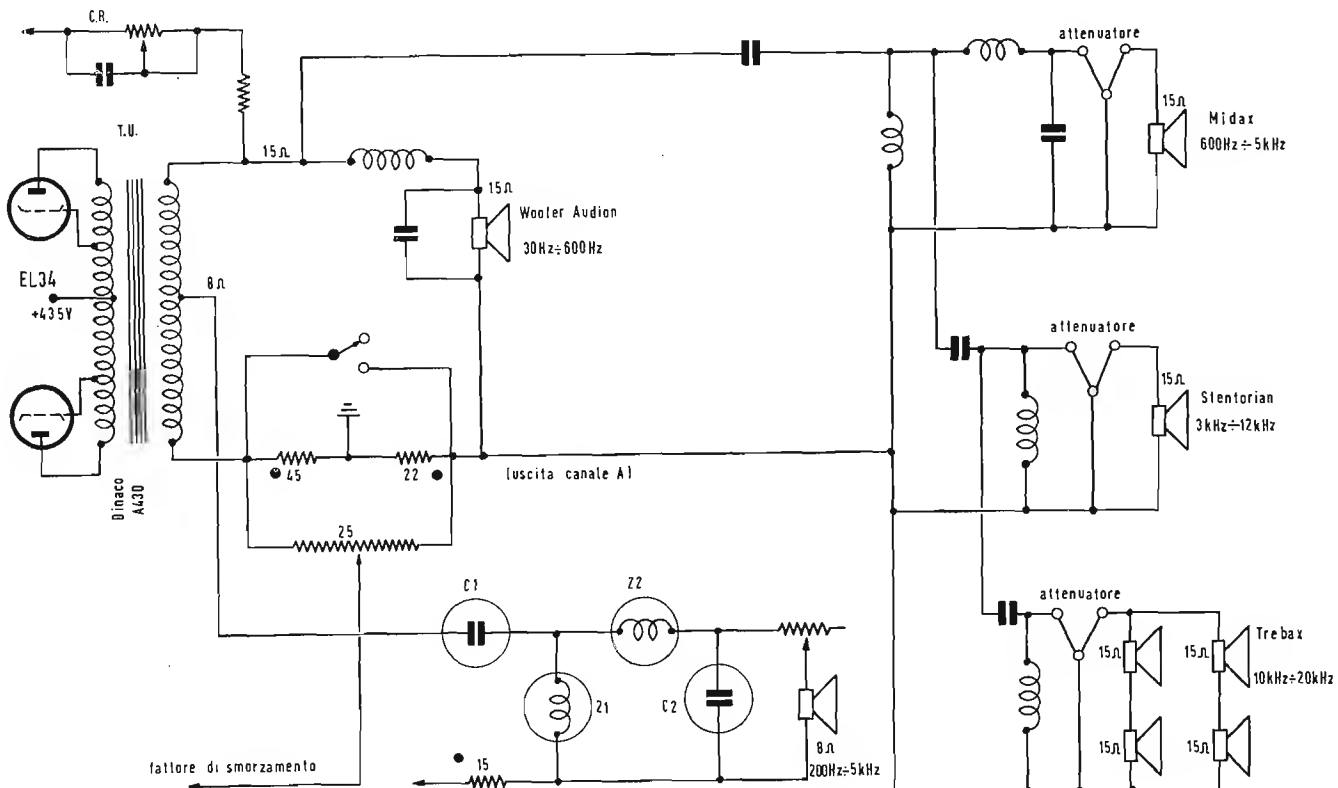 C.R.
attenuatore
T.U.
15Ω
15Ω
Midax
600Hz÷5kHz
15Ω
Woofer Audion
30Hz÷600Hz
EL34
+435V
8Ω
attenuatore
15Ω
Stentorian
3kHz÷12kHz
45
22
(uscita canale A)
Dinaco
A430
25
C1
Z2
attenuatore
15Ω
15Ω
Trebax
10kHz÷20kHz
Z1
C2
8Ω
200Hz÷5kHz
15Ω
15Ω
fattore di smorzamento
15